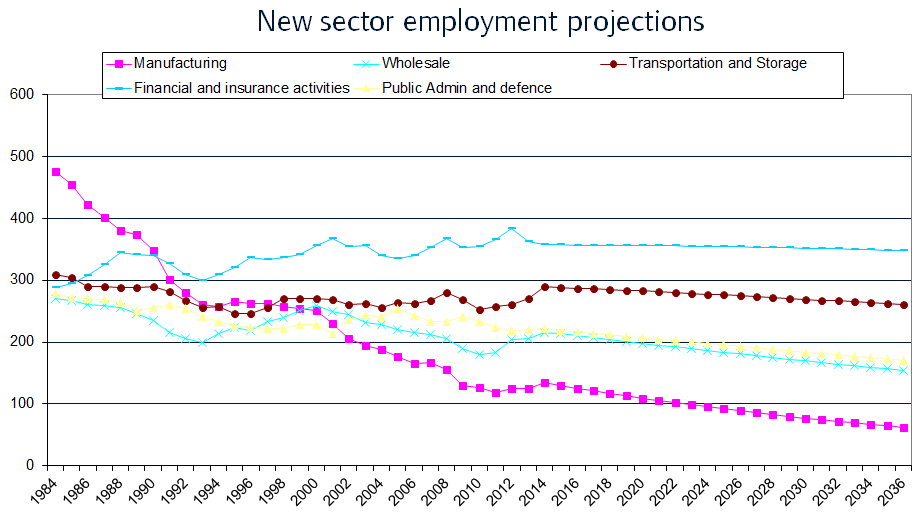 New sector employment projections
Manufacturing Wholesale Transportation and Storage
Financial and insurance activities Public Admin and defence
600
500
400
300
200
100
0
1984 1986 1988 1990 1992 1994 1996 1998 2000 2002 2004 2006 2008 2010 2012 2014 2016 2018 2020 2022 2024 2026 2028 2030 2032 2034 2036